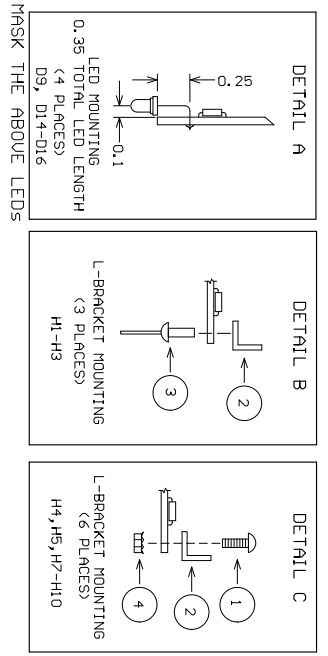 DETAIL A
0.25
0.1
LED MOUNTING
0.35 TOTAL LED LENGTH
(4 PLACES)
D9, D14-D16
MASK THE ABOVE LEDs
DETAIL B
2
3
L-BRACKET MOUNTING
(3 PLACES)
H1-H3
DETAIL C
1
2
4
L-BRACKET MOUNTING
(6 PLACES)
H4,H5,H7-H10